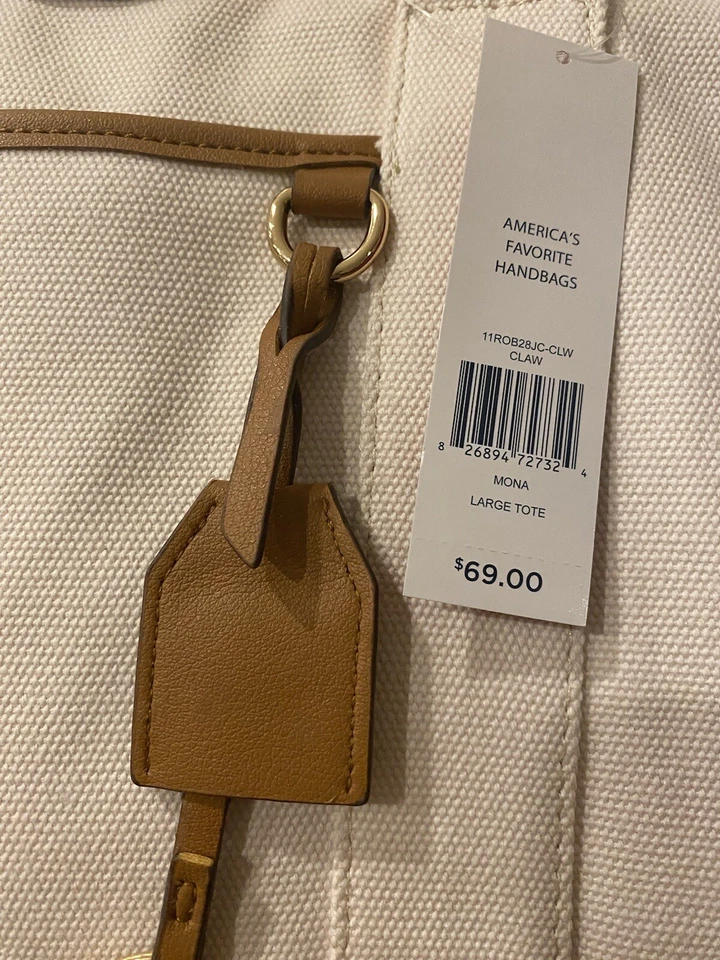 AMERICA'S
FAVORITE
HANDBAGS
11ROB28JC-CLW
CLAW
8 26894 72732 4
MONA
LARGE TOTE
$69.00